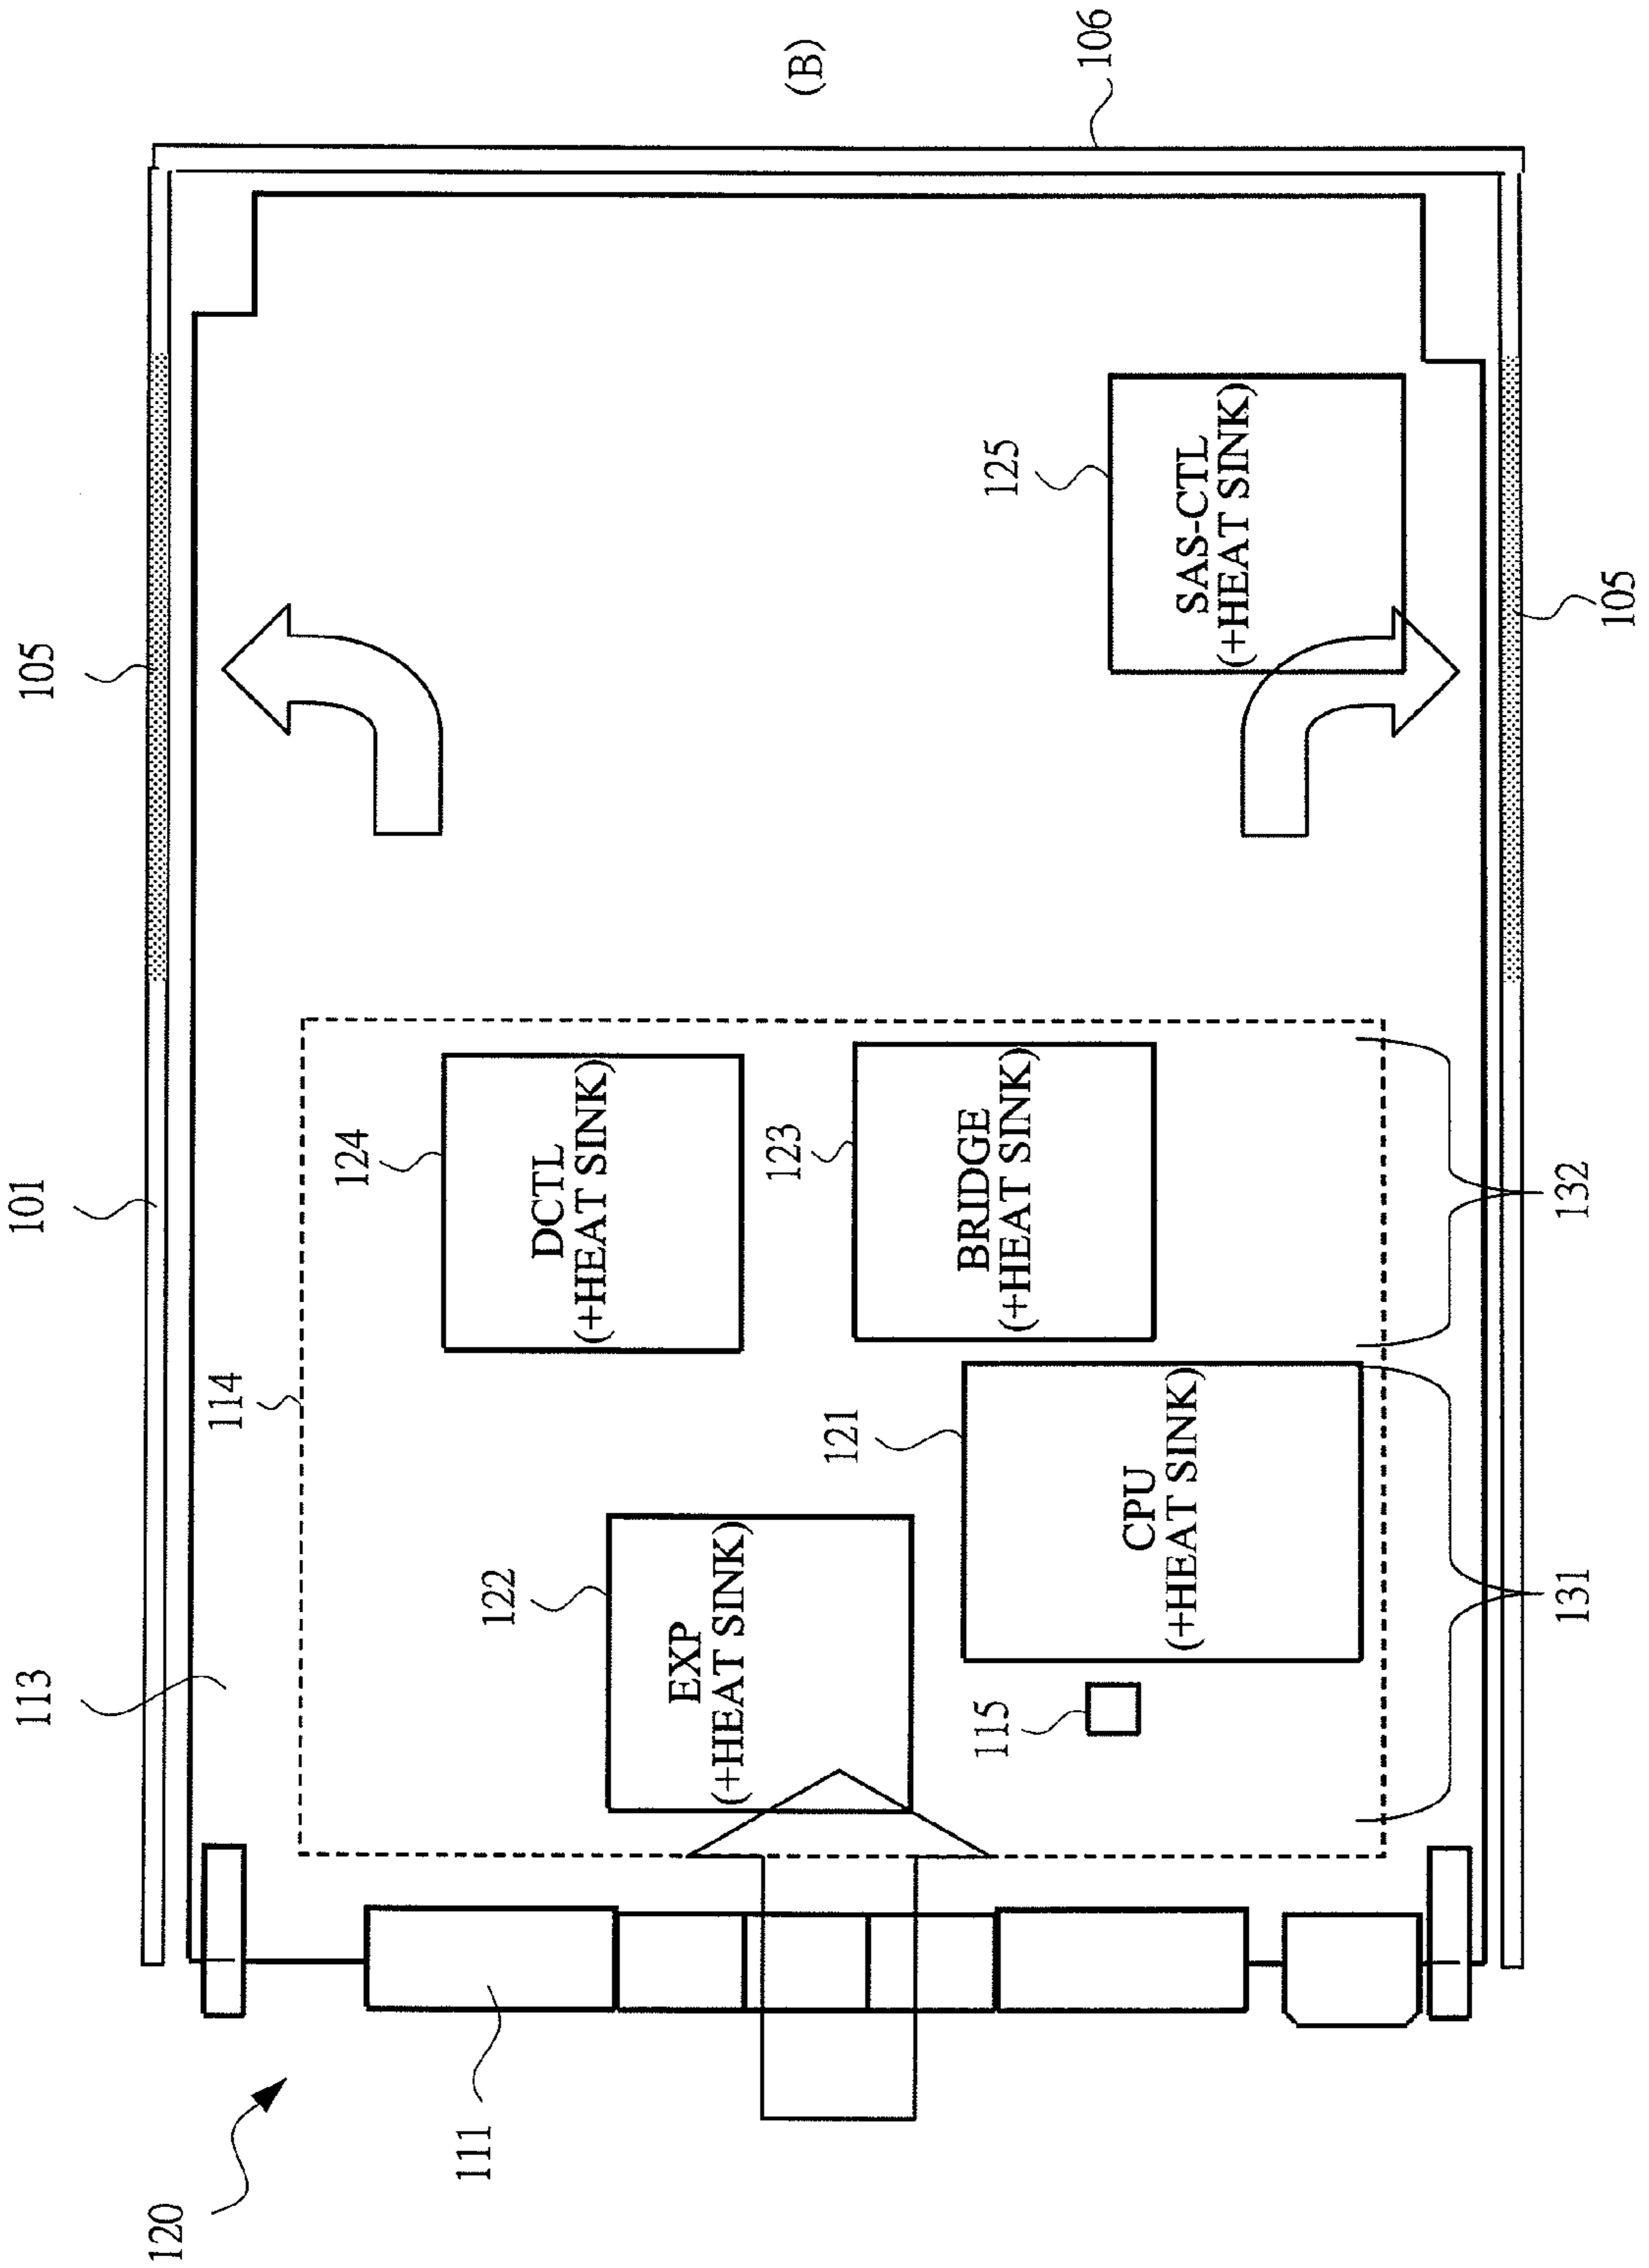 113
101
105
120
114
124
111
122
DCTL
(+HEAT SINK)
EXP
(+HEAT SINK)
123
(B)
121
BRIDGE
(+HEAT SINK)
115
125
106
CPU
(+HEAT SINK)
SAS-CTL
(+HEAT SINK)
131
132
105